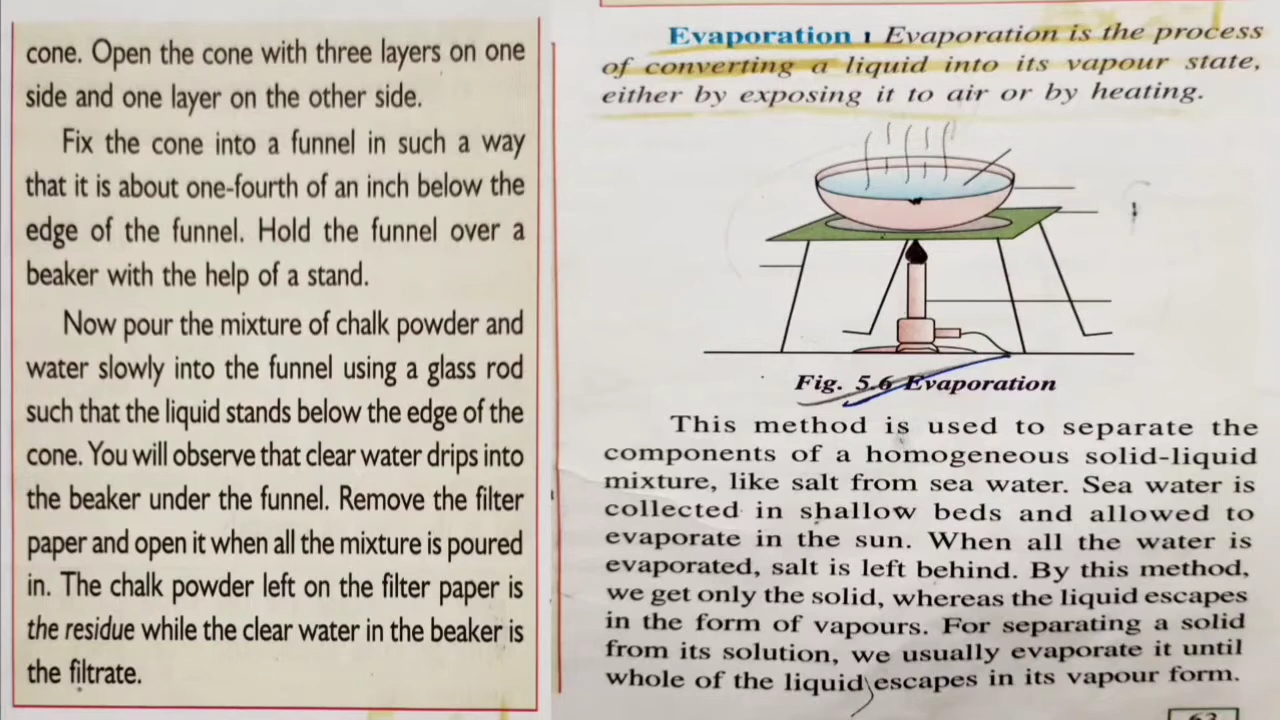 cone. Open the cone with three layers on one
side and one layer on the other side.
Fix the cone into a funnel in such a way
that it is about one-fourth of an inch below the
edge of the funnel. Hold the funnel over a
beaker with the help of a stand.
Now pour the mixture of chalk powder and
water slowly into the funnel using a glass rod
such that the liquid stands below the edge of the
cone. You will observe that clear water drips into
the beaker under the funnel. Remove the filter
paper and open it when all the mixture is poured
in. The chalk powder left on the filter paper is
the residue while the clear water in the beaker is
the filtrate.
Evaporation : Evaporation is the process
of converting a liquid into its vapour state,
either by exposing it to air or by heating.
Fig. 5.6 Evaporation
This method is used to separate the
components of a homogeneous solid-liquid
mixture, like salt from sea water. Sea water is
collected in shallow beds and allowed to
evaporate in the sun. When all the water is
evaporated, salt is left behind. By this method,
we get only the solid, whereas the liquid escapes
in the form of vapours. For separating a solid
from its solution, we usually evaporate it until
whole of the liquid escapes in its vapour form.